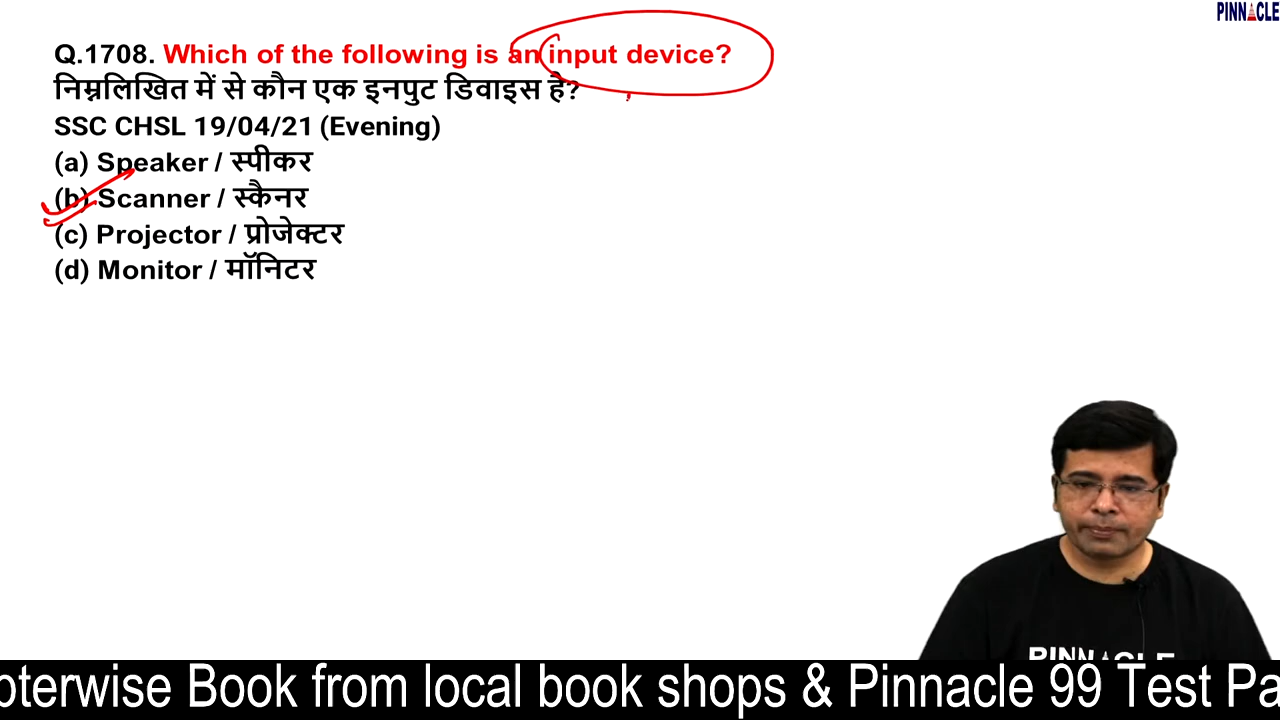 PINNACLE
Q.1708. Which of the following is an input device?
निम्नलिखित में से कौन एक इनपुट डिवाइस है?
SSC CHSL 19/04/21 (Evening)
(a) Speaker / स्पीकर
(b) Scanner / स्कैनर
(c) Projector / प्रोजेक्टर
(d) Monitor / मॉनिटर
PINNACLE
pterwise Book from local book shops & Pinnacle 99 Test Pa